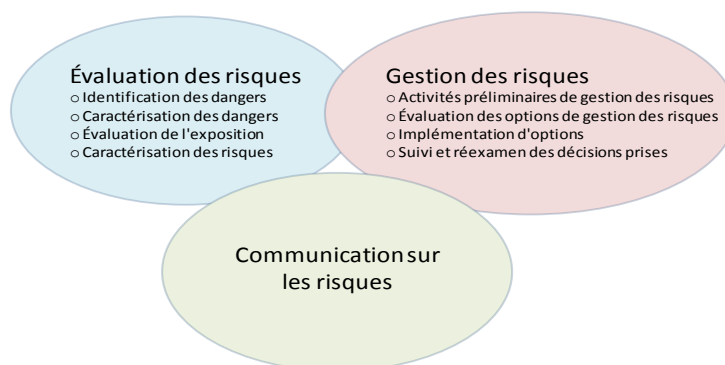 Évaluation des risques
o Identification des dangers
o Caractérisation des dangers
o Évaluation de l'exposition
o Caractérisation des risques
Gestion des risques
o Activités préliminaires de gestion des risques
o Évaluation des options de gestion des risques
o Implémentation d'options
o Suivi et réexamen des décisions prises
Communication sur
les risques